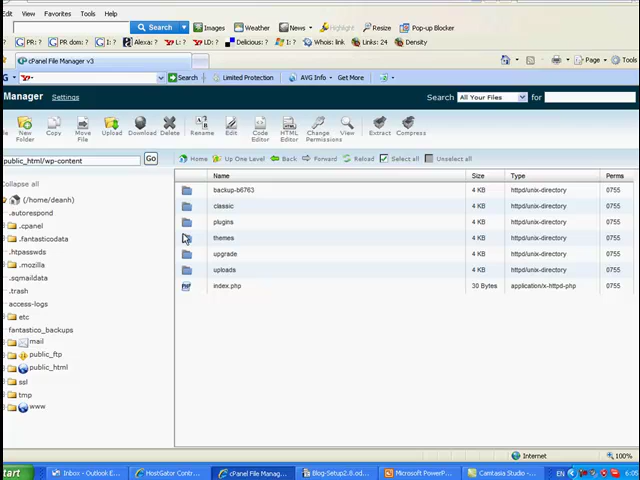 View Favorites Tools Help
Search Images Weather News Highlight Resize Pop-up Blocker
PR: PR dom: I: Alexa: ? L: ? LD: ? Delicious: ? I: ? Whois: link Links: 24 Density
cPanel File Manager v3 Page Tools
Y! Search Limited Protection AVG Info Get More
Manager Settings Search All Your Files for
New Folder Copy Move File Upload Download Delete Rename Edit Code Editor HTML Editor Change Permissions View Extract Compress
public_html/wp-content Go Home Up One Level Back Forward Reload Select all Unselect all
Collapse all
Name Size Type Perms
(/home/deanh)
.autorespond
.cpanel
.fantasticodata
.htpasswds
.mozilla
.sqmaildata
.trash
access-logs
etc
fantastico_backups
mail
public_ftp
public_html
ssl
tmp
www
backup-b6763 4 KB httpd/unix-directory 0755
classic 4 KB httpd/unix-directory 0755
plugins 4 KB httpd/unix-directory 0755
themes 4 KB httpd/unix-directory 0755
upgrade 4 KB httpd/unix-directory 0755
uploads 4 KB httpd/unix-directory 0755
PHP index.php 30 Bytes application/x-httpd-php 0755
Internet 100%
start Inbox - Outlook E... HostGator Contr... cPanel File Manag... Blog-Setup2.8.od... Microsoft PowerP... Camtasia Studio -... EN 6:05